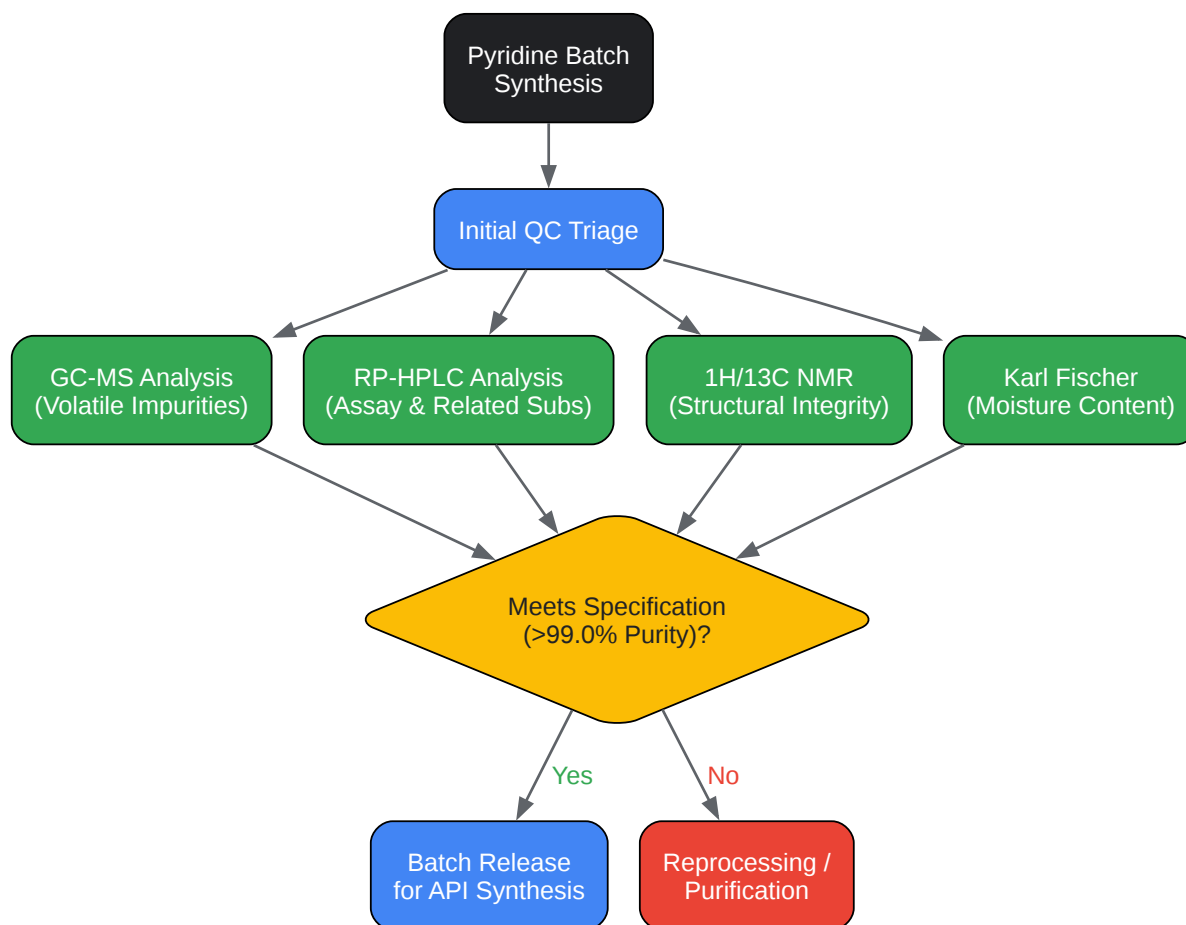 Pyridine Batch
Synthesis
Initial QC Triage
GC-MS Analysis
(Volatile Impurities)
RP-HPLC Analysis
(Assay & Related Subs)
1H/13C NMR
(Structural Integrity)
Karl Fischer
(Moisture Content)
Meets Specification
(>99.0% Purity)?
Yes
No
Batch Release
for API Synthesis
Reprocessing /
Purification